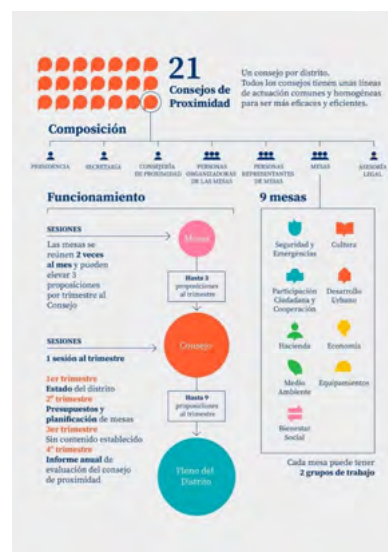 21
Consejos de
Proximidad
Un consejo por distrito.
Todos los consejos tienen unas líneas
de actuación comunes y homogéneas
para ser más eficaces y eficientes.
Composición
PRESIDENCIA
SECRETARÍA
CONSEJERÍA
DE PROXIMIDAD
PERSONAS
ORGANIZADORAS
DE LAS MESAS
PERSONAS
REPRESENTANTES
DE MESAS
MESAS
ASESORÍA
LEGAL
Funcionamiento
SESIONES
Las mesas se
reúnen 2 veces
al mes y pueden
elevar 3
proposiciones
por trimestre al
Consejo
Mesas
Hasta 3
proposiciones
al trimestre
SESIONES
1 sesión al trimestre
Consejo
1er trimestre
Estado del distrito
2º trimestre
Presupuestos y
planificación de mesas
3er trimestre
Sin contenido establecido
4º trimestre
Informe anual de
evaluación del consejo
de proximidad
Hasta 9
proposiciones
al trimestre
Pleno del
Distrito
9 mesas
Seguridad y
Emergencias
Cultura
Participación
Ciudadana y
Cooperación
Desarrollo
Urbano
Hacienda
Economía
Medio
Ambiente
Equipamientos
Bienestar
Social
Cada mesa puede tener
2 grupos de trabajo